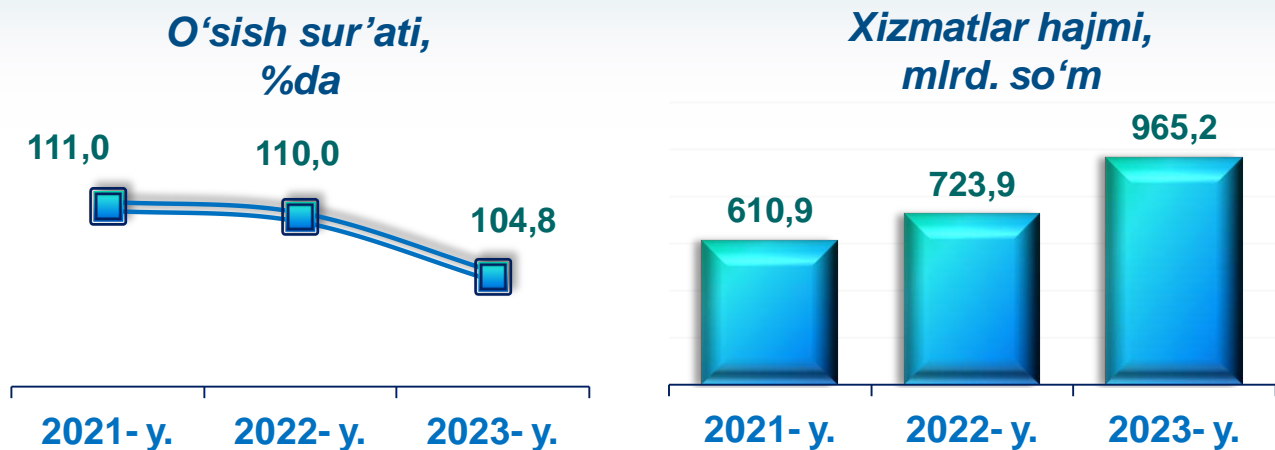 O‘sish sur’ati,
%da
111,0
110,0
104,8
2021- y.
2022- y.
2023- y.
Xizmatlar hajmi,
mlrd. so‘m
610,9
723,9
965,2
2021- y.
2022- y.
2023- y.